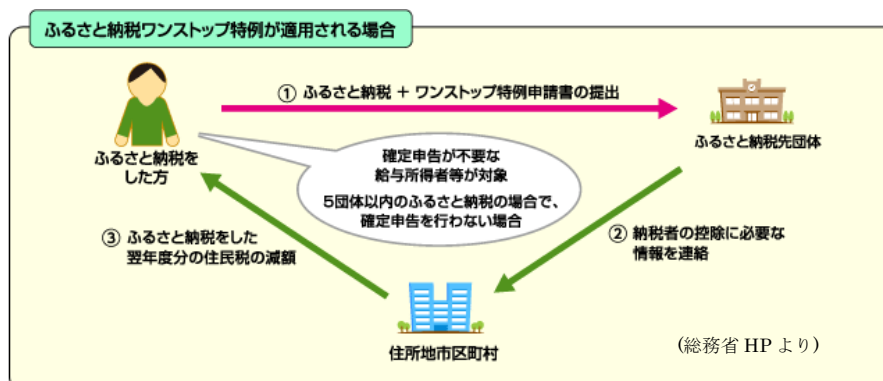 ふるさと納税ワンストップ特例が適用される場合
① ふるさと納税 + ワンストップ特例申請書の提出
ふるさと納税を
した方
ふるさと納税先団体
確定申告が不要な
給与所得者等が対象
5団体以内のふるさと納税の場合で、
確定申告を行わない場合
② 納税者の控除に必要な
情報を連絡
③ ふるさと納税をした
翌年度分の住民税の減額
住所地市区町村
(総務省 HP より)